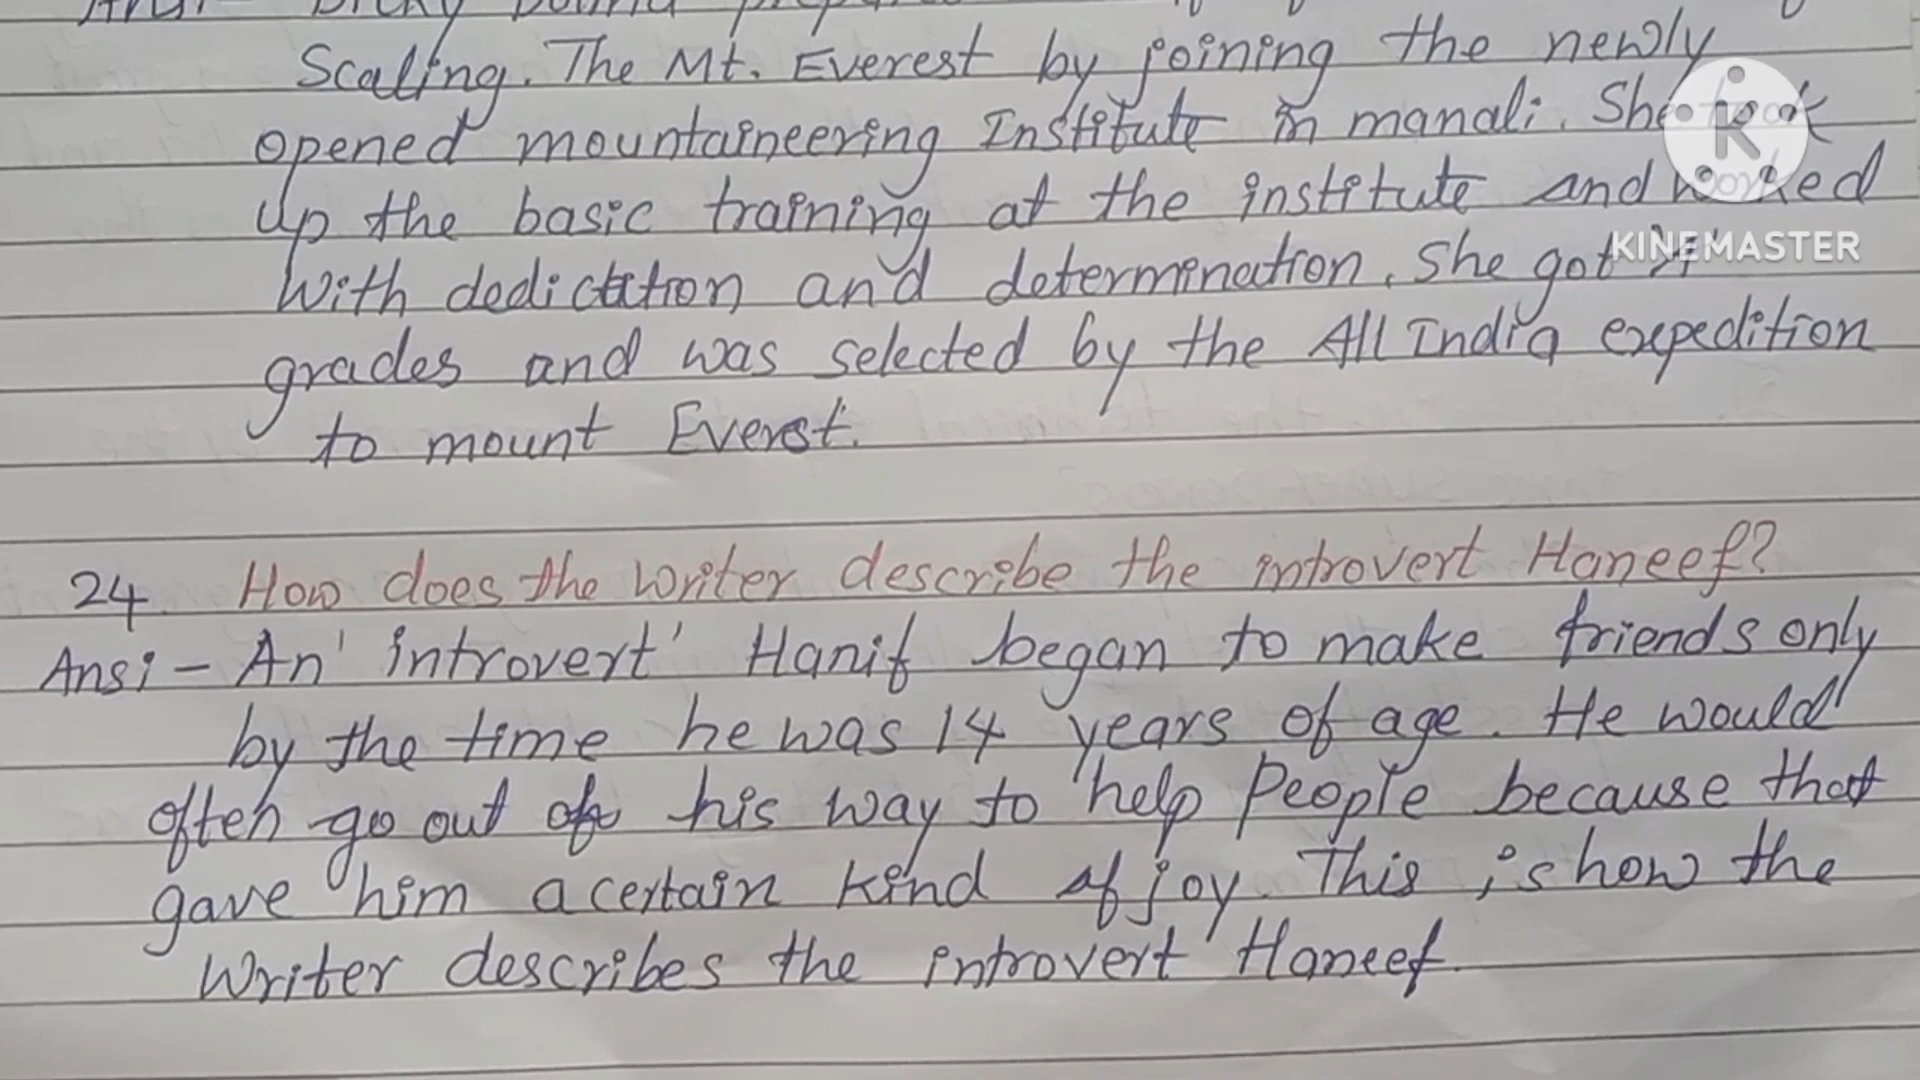 Scaling. The Mt. Everest by joining the newly
opened mountaineering Institute in manali. She took
up the basic training at the institute and worked
with dedication and determination. She got
grades and was selected by the All India expedition
to mount Everest.
24. How does the writer describe the introvert Haneef?
Ans:- An 'introvert' Hanif began to make friends only
by the time he was 14 years of age. He would
often go out of his way to help People because that
gave him a certain kind of joy. This is how the
writer describes the introvert Haneef.
K
KINEMASTER